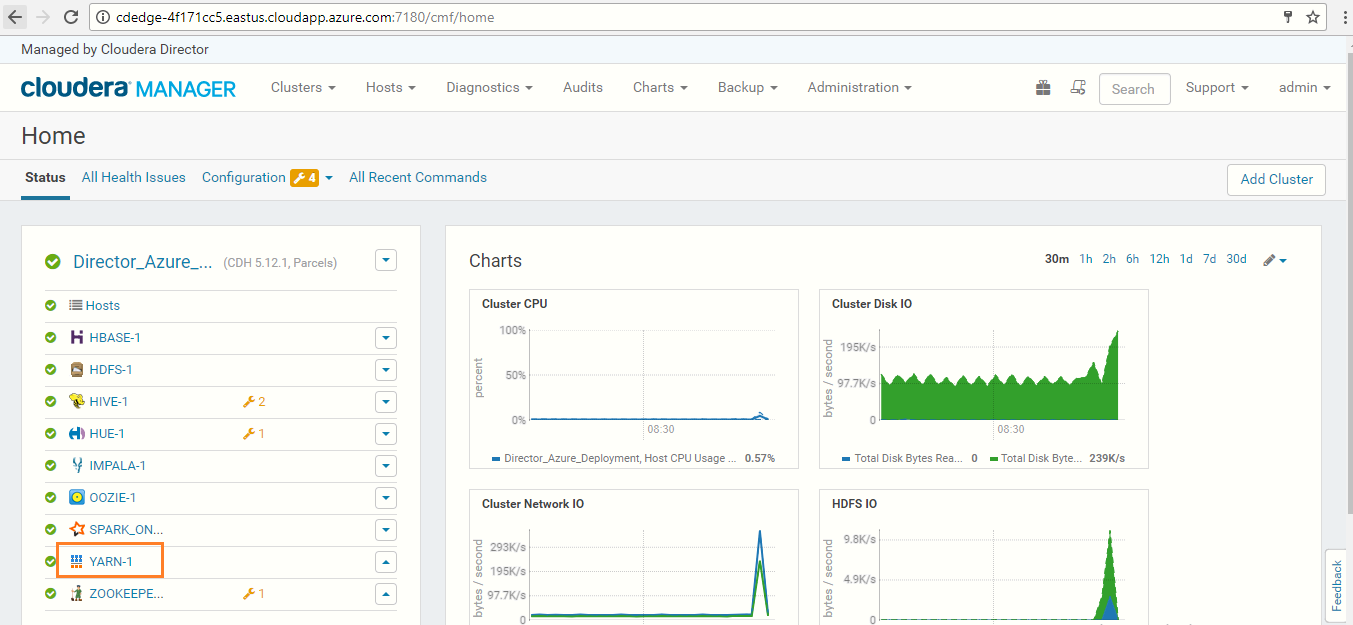 cdedge-4f171cc5.eastus.cloudapp.azure.com:7180/cmf/home
Managed by Cloudera Director
cloudera MANAGER Clusters Hosts Diagnostics Audits Charts Backup Administration Search Support admin
Home
Status All Health Issues Configuration 4 All Recent Commands Add Cluster
Director_Azure_... (CDH 5.12.1, Parcels)
Hosts
HBASE-1
HDFS-1
HIVE-1 2
HUE-1 1
IMPALA-1
OOZIE-1
SPARK_ON...
YARN-1
ZOOKEEPE... 1
Charts 30m 1h 2h 6h 12h 1d 7d 30d
Cluster CPU
percent
100%
50%
0%
08:30
Director_Azure_Deployment, Host CPU Usage ... 0.57%
Cluster Disk IO
bytes / second
195K/s
97.7K/s
0
08:30
Total Disk Bytes Rea... 0 Total Disk Byte... 239K/s
Cluster Network IO
bytes / second
293K/s
195K/s
97.7K/s
0
HDFS IO
bytes / second
9.8K/s
4.9K/s
0
Feedback